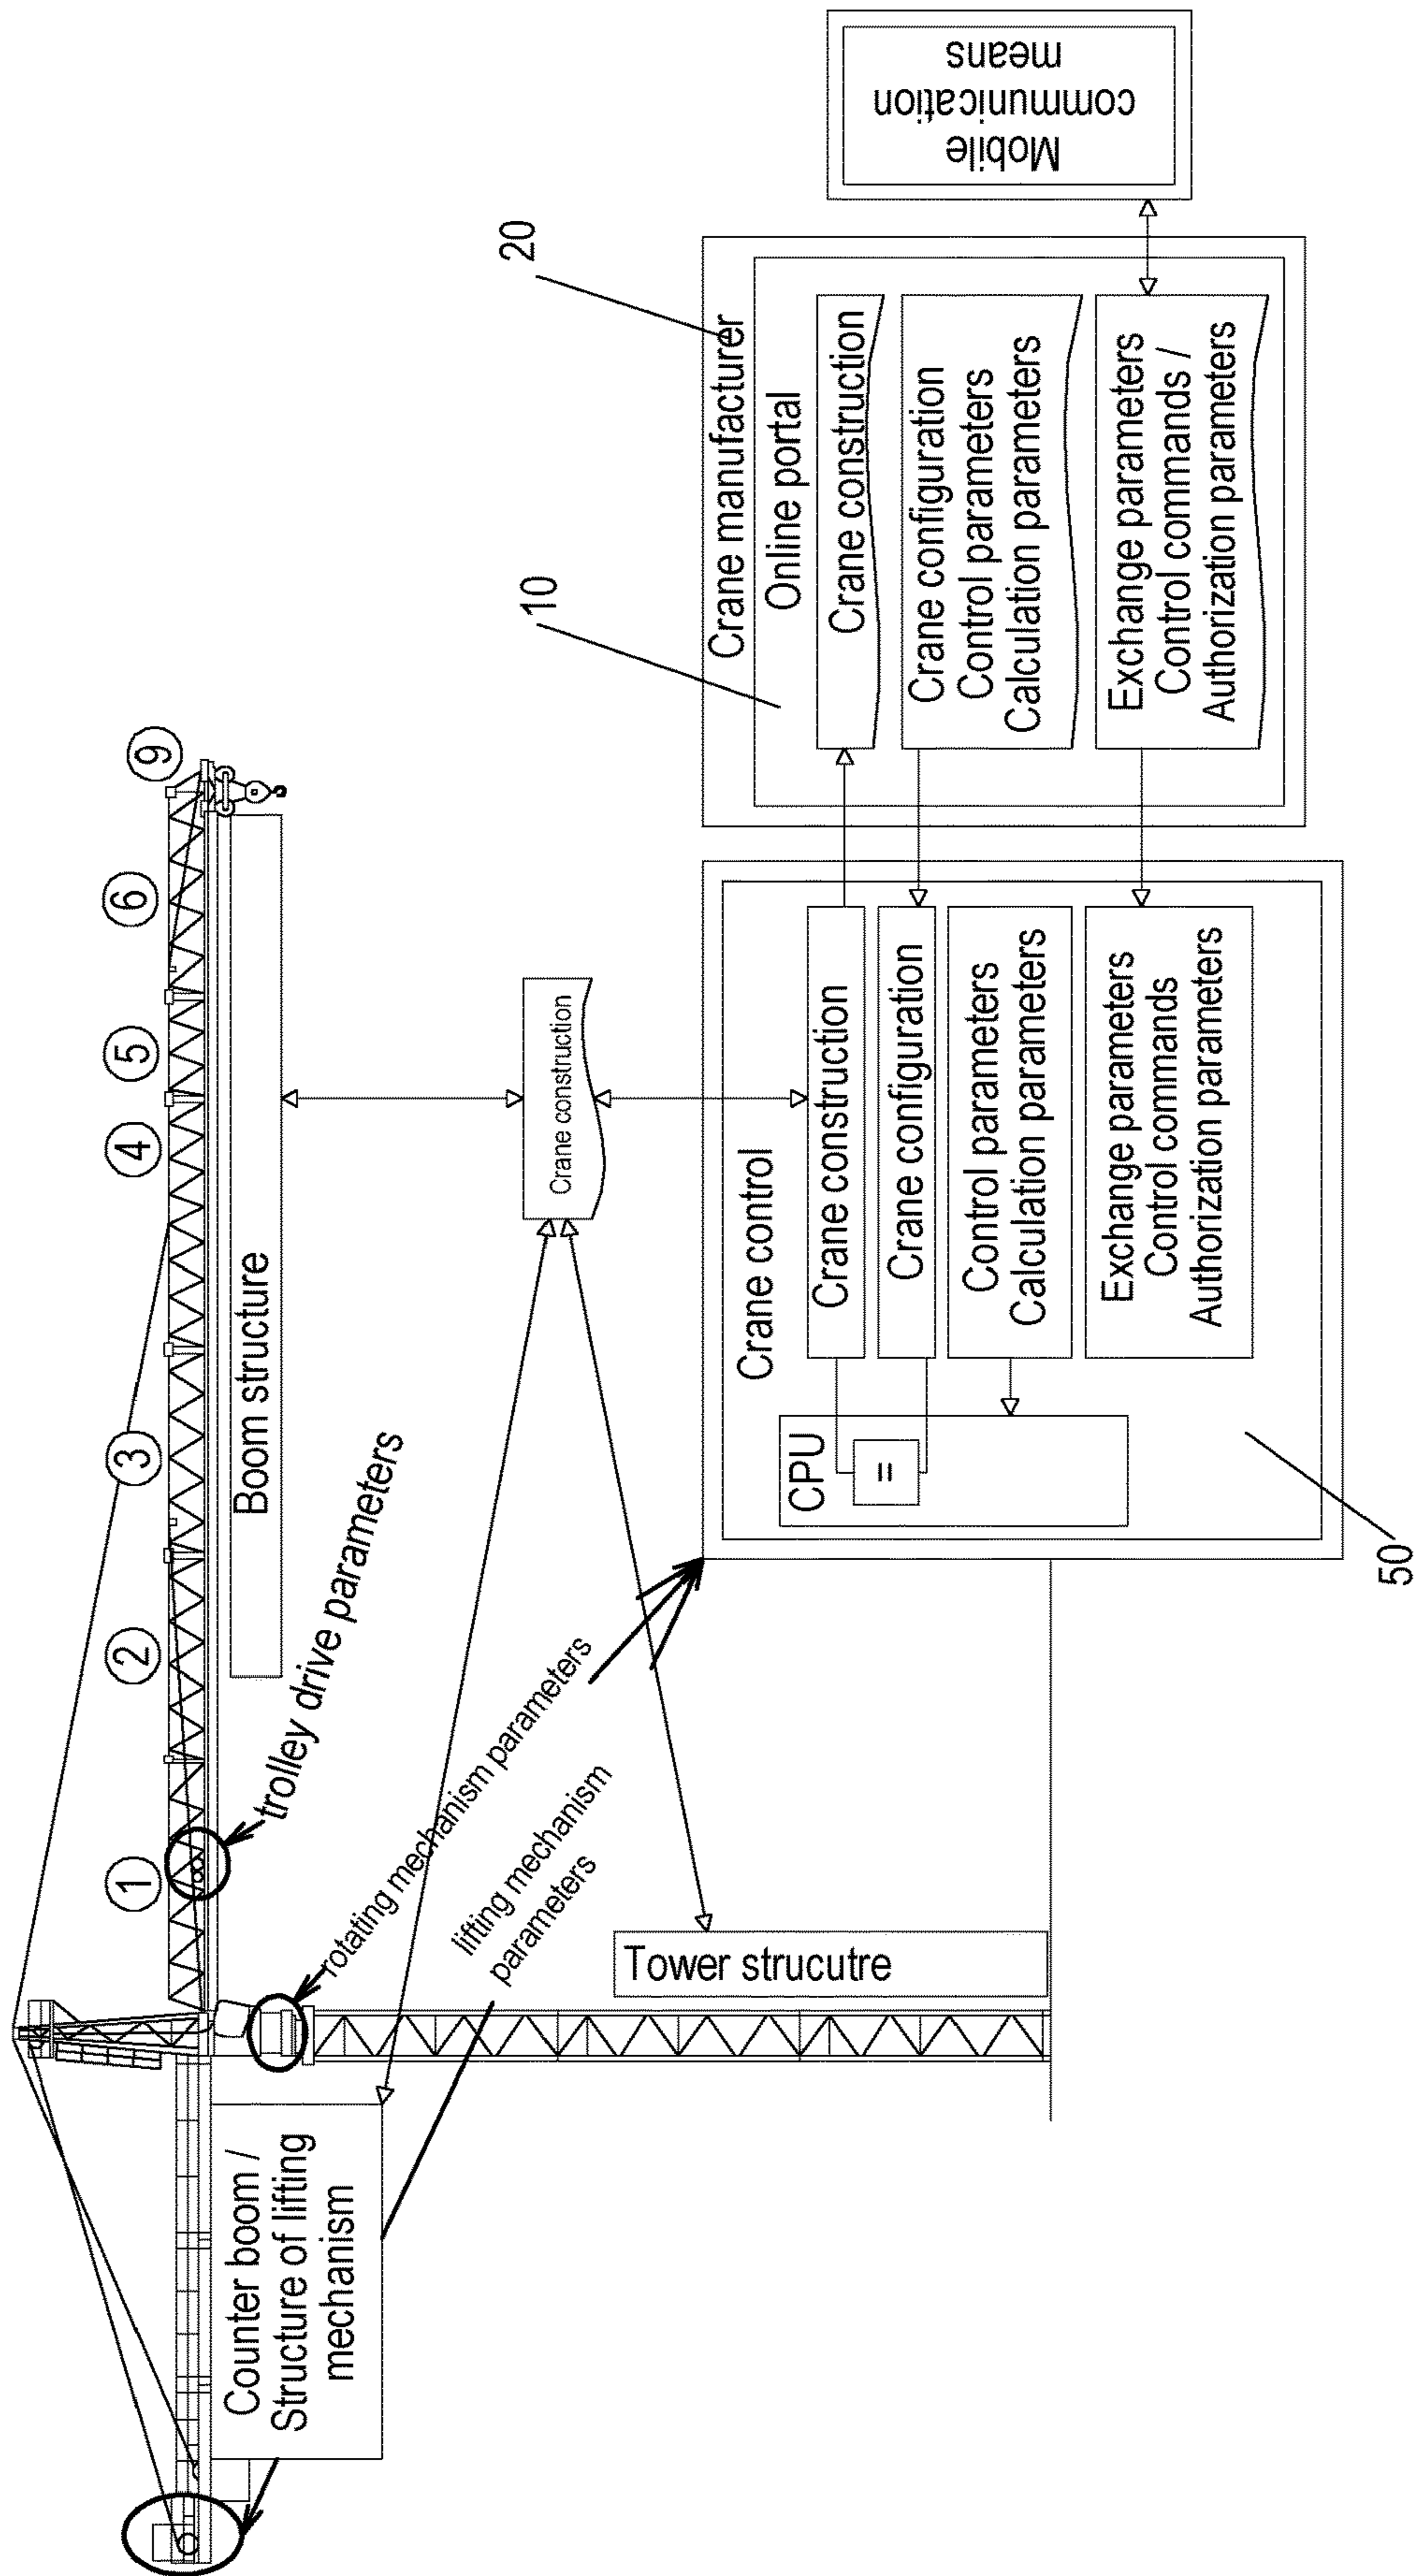 1
2
3
4
5
6
9
Boom structure
trolley drive parameters
Counter boom /
Structure of lifting
mechanism
rotating mechanism parameters
lifting mechanism
parameters
Tower strucutre
Crane construction
Crane control
CPU
=
Crane construction
Crane configuration
Control parameters
Calculation parameters
Exchange parameters
Control commands
Authorization parameters
50
Crane manufacturer
Online portal
Crane construction
Crane configuration
Control parameters
Calculation parameters
Exchange parameters
Control commands /
Authorization parameters
10
20
Mobile
communication
means